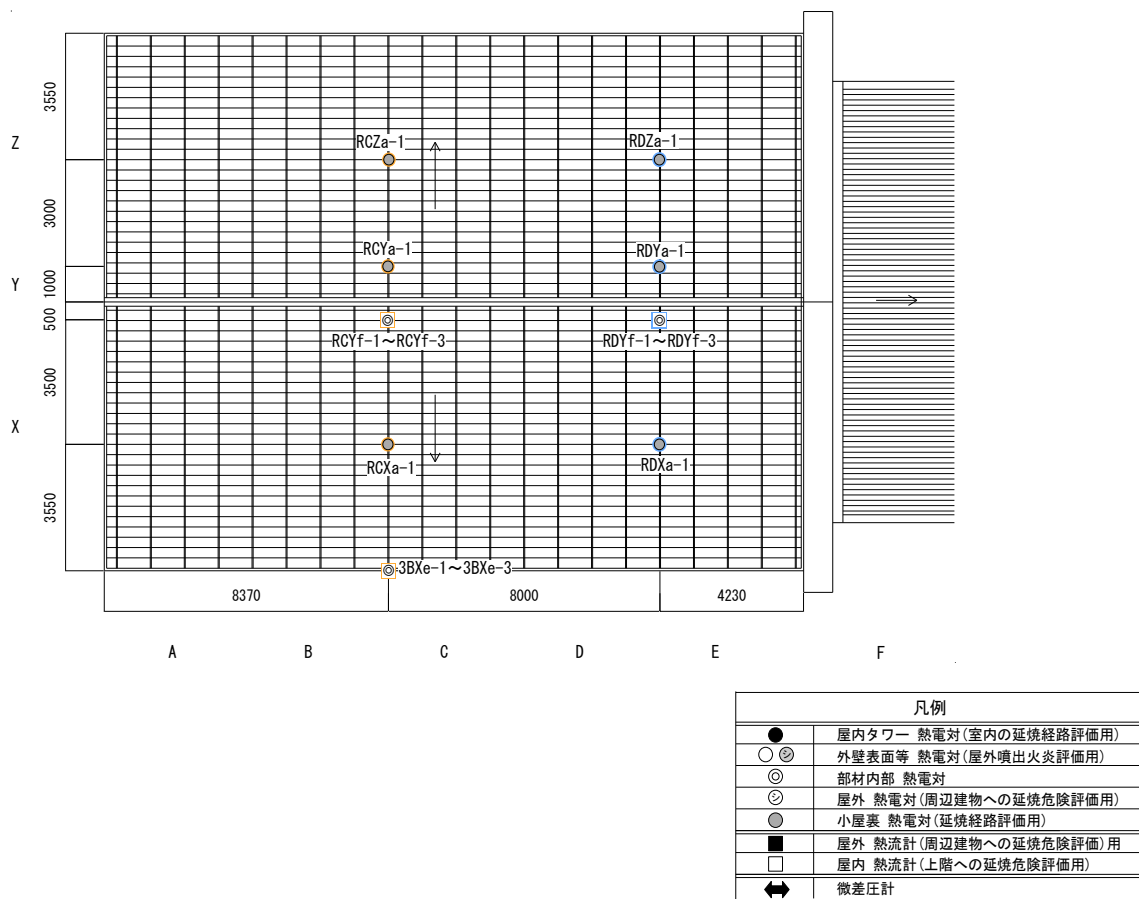 3550
Z
RCZa-1
RDZa-1
3000
RCYa-1
RDYa-1
Y
1000
500
RCYf-1～RCYf-3
RDYf-1～RDYf-3
3500
X
RCXa-1
RDXa-1
3550
3BXe-1～3BXe-3
8370
8000
4230
A
B
C
D
E
F
凡例
屋内タワー 熱電対(室内の延焼経路評価用)
シ
外壁表面等 熱電対(屋外噴出火炎評価用)
部材内部 熱電対
シ
屋外 熱電対(周辺建物への延焼危険評価用)
小屋裏 熱電対(延焼経路評価用)
屋外 熱流計(周辺建物への延焼危険評価)用
屋内 熱流計(上階への延焼危険評価用)
微差圧計